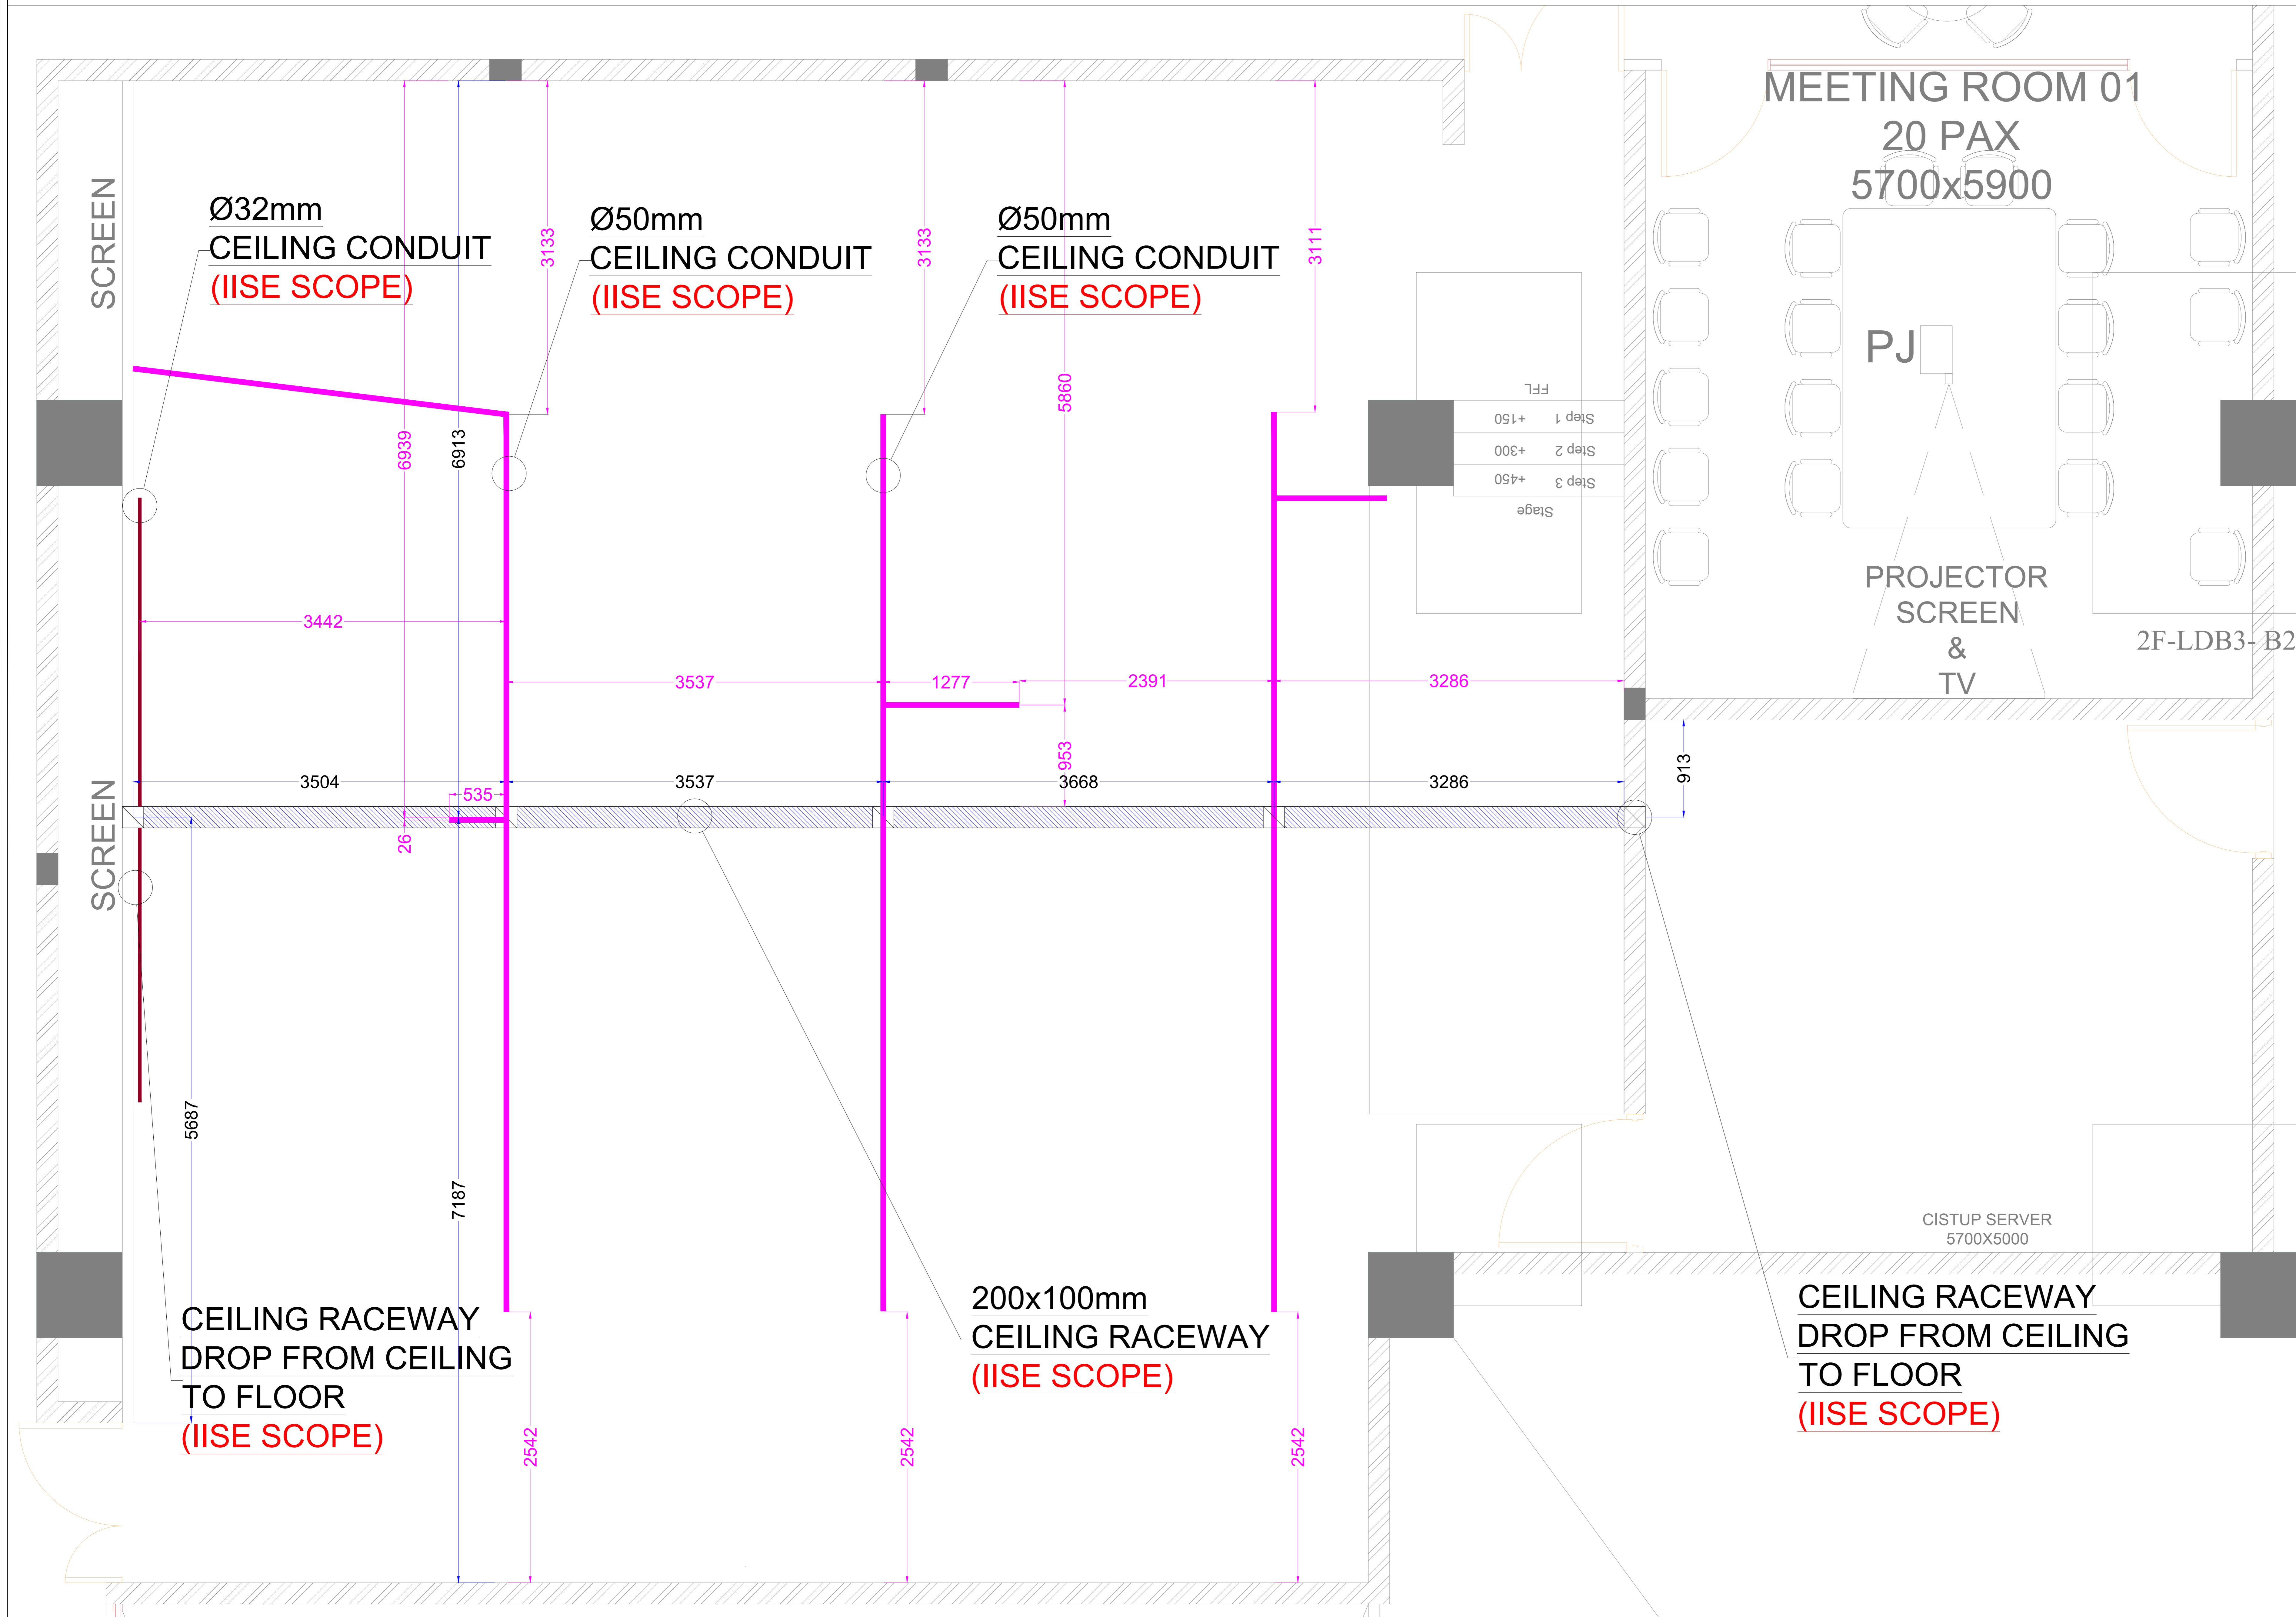 MEETING ROOM 01
20 PAX
5700x5900
SCREEN
Ø32mm
CEILING CONDUIT
(IISE SCOPE)
Ø50mm
CEILING CONDUIT
(IISE SCOPE)
Ø50mm
CEILING CONDUIT
(IISE SCOPE)
3133
3133
3111
PJ
5860
FFL
Step 1 +150
Step 2 +300
Step 3 +450
Stage
6939
6913
3442
PROJECTOR
SCREEN
&
TV
2F-LDB3- B2
3537
1277
2391
3286
953
913
3504
3537
3668
3286
535
26
SCREEN
5687
7187
CISTUP SERVER
5700X5000
CEILING RACEWAY
DROP FROM CEILING
TO FLOOR
(IISE SCOPE)
200x100mm
CEILING RACEWAY
(IISE SCOPE)
CEILING RACEWAY
DROP FROM CEILING
TO FLOOR
(IISE SCOPE)
2542
2542
2542